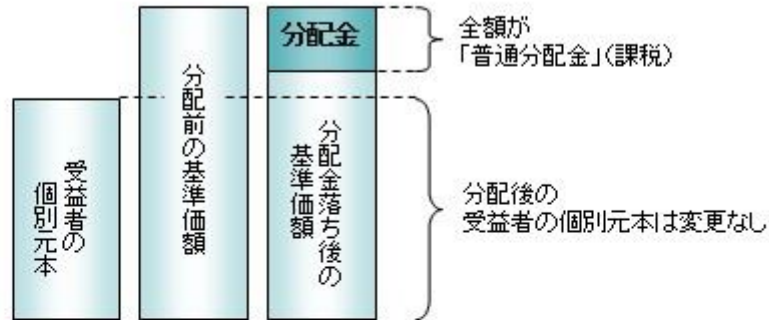 受益者の
個別元本
分配前の基準価額
分配金
分配金落ち後の
基準価額
全額が
「普通分配金」(課税)
分配後の
受益者の個別元本は変更なし